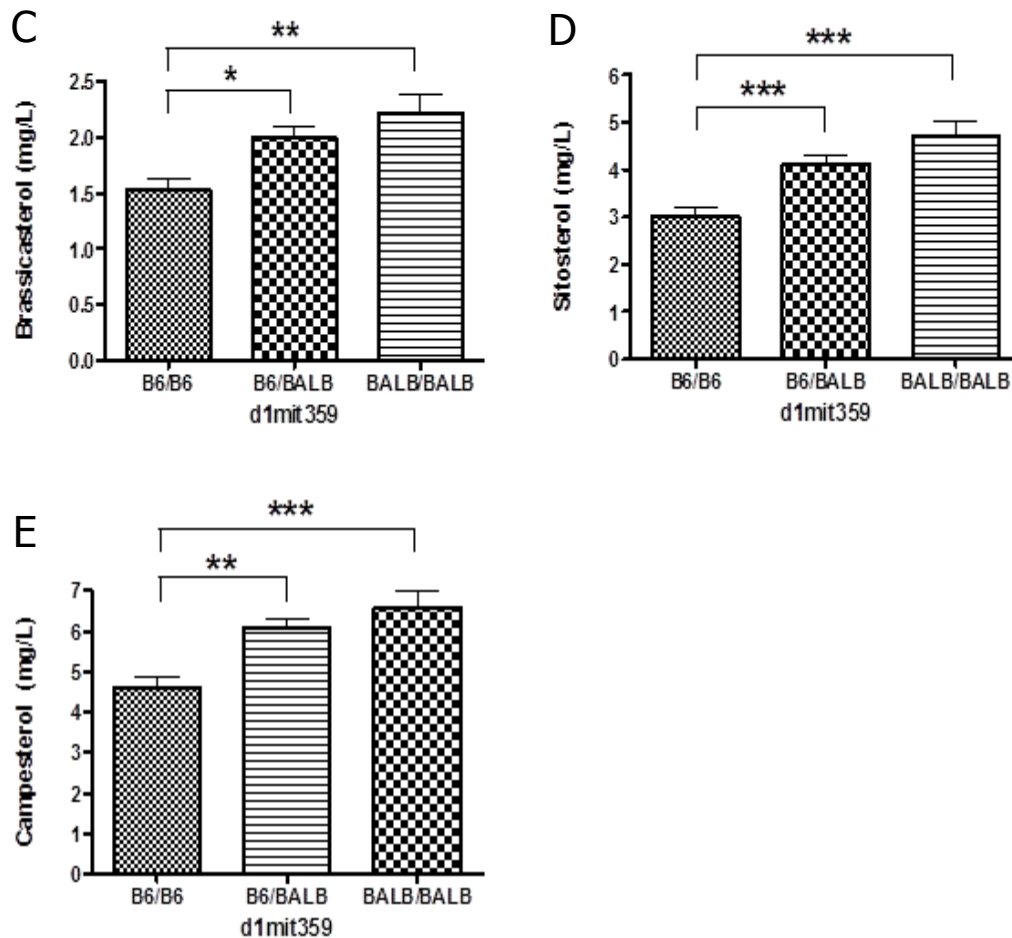 C
**
*
2.5
2.0
1.5
1.0
0.5
0.0
Brassicasterol (mg/L)
B6/B6 B6/BALB BALB/BALB
d1mit359
D
***
***
6
5
4
3
2
1
0
Sitosterol (mg/L)
B6/B6 B6/BALB BALB/BALB
d1mit359
E
***
**
7
6
5
4
3
2
1
0
Campesterol (mg/L)
B6/B6 B6/BALB BALB/BALB
d1mit359